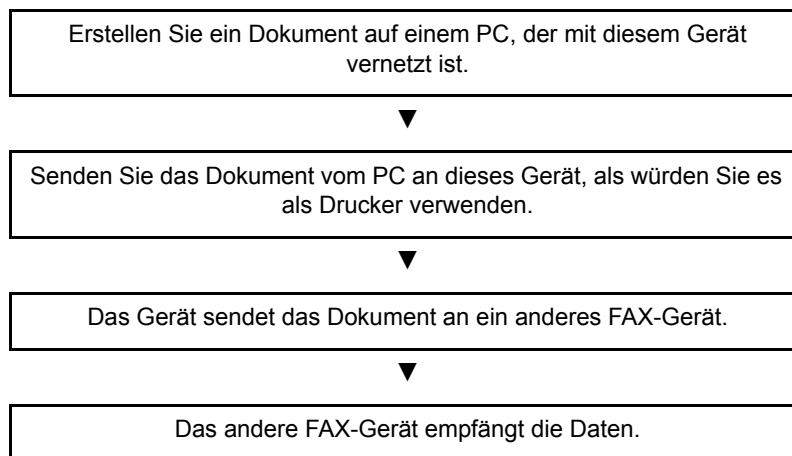 Erstellen Sie ein Dokument auf einem PC, der mit diesem Gerät
vernetzt ist.
▼
Senden Sie das Dokument vom PC an dieses Gerät, als würden Sie es
als Drucker verwenden.
▼
Das Gerät sendet das Dokument an ein anderes FAX-Gerät.
▼
Das andere FAX-Gerät empfängt die Daten.